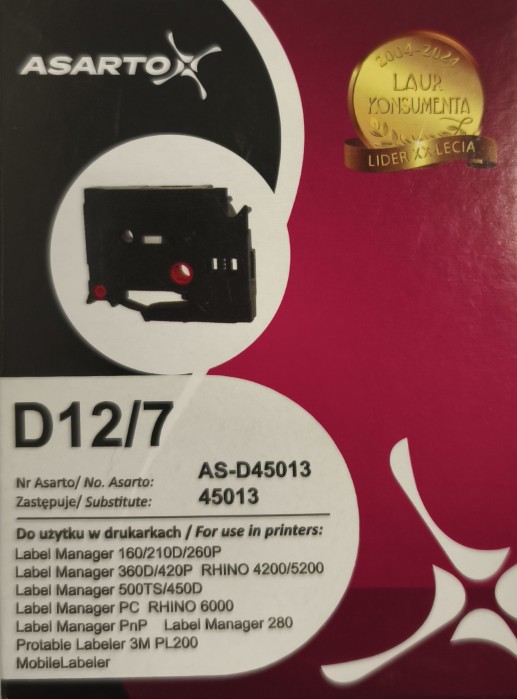 ASARTO
2004-2024
LAUR
KONSUMENTA
LIDER XX-LECIA
D12/7
Nr Asarto/ No. Asarto: AS-D45013
Zastępuje/ Substitute: 45013
Do użytku w drukarkach / For use in printers:
Label Manager 160/210D/260P
Label Manager 360D/420P RHINO 4200/5200
Label Manager 500TS/450D
Label Manager PC RHINO 6000
Label Manager PnP Label Manager 280
Protable Labeler 3M PL200
MobileLabeler